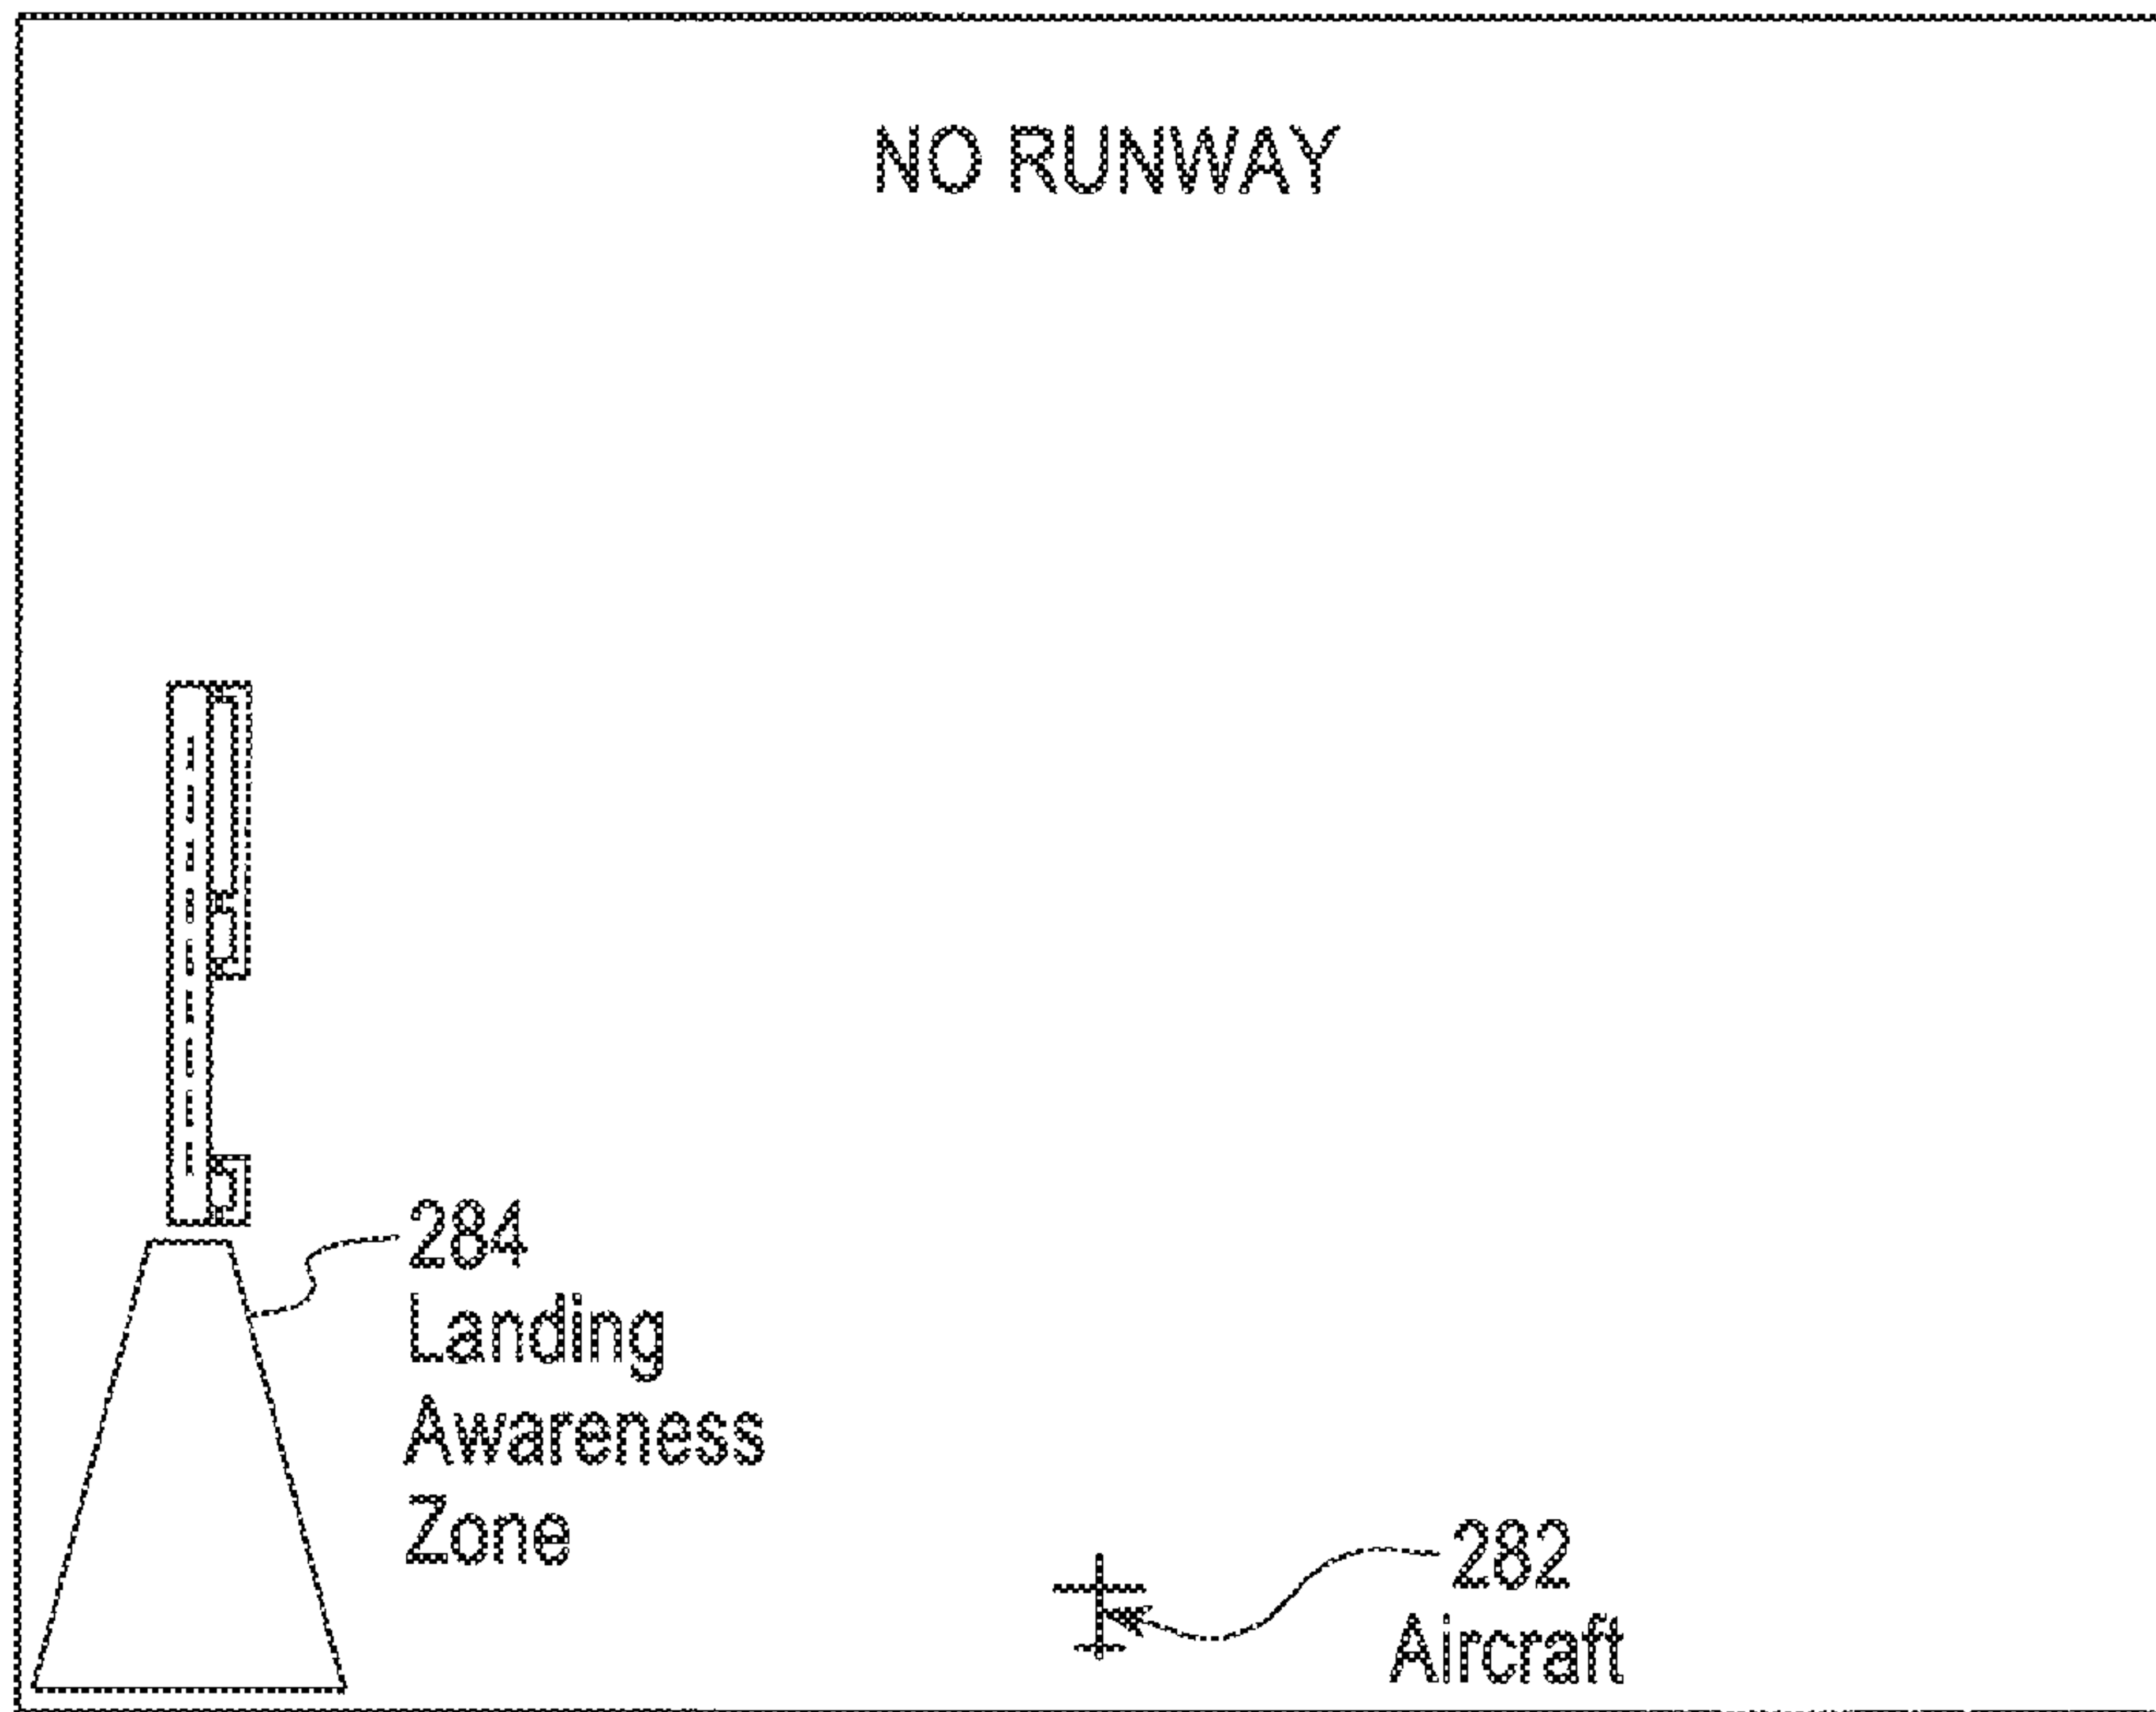 NO RUNWAY
284
Landing
Awareness
Zone
282
Aircraft